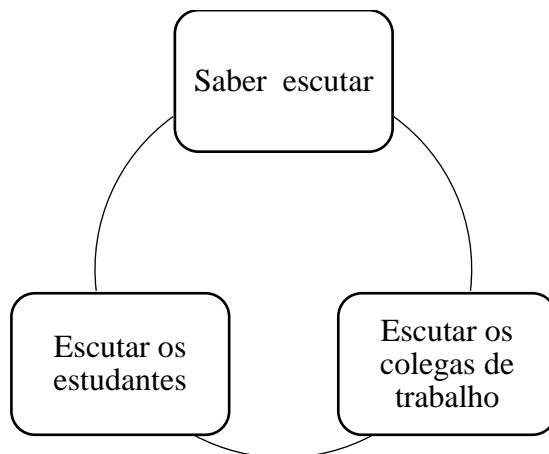 Saber escutar
Escutar os
colegas de
trabalho
Escutar os
estudantes